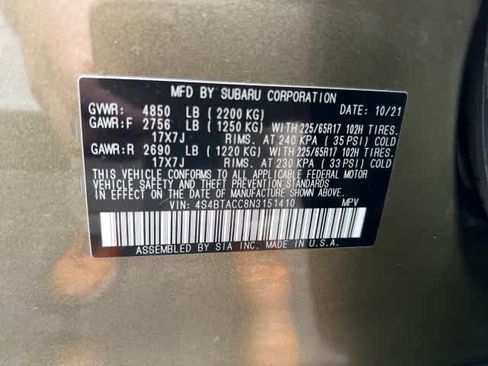 MFD BY SUBARU CORPORATION
GVWR: 4850 LB (2200 KG) DATE: 10/21
GAWR:F 2756 LB (1250 KG) WITH 225/65R17 102H TIRES.
17X7J RIMS. AT 240 KPA (35 PSI) COLD
GAWR:R 2690 LB (1220 KG) WITH 225/65R17 102H TIRES.
17X7J RIMS. AT 230 KPA (33 PSI) COLD
THIS VEHICLE CONFORMS TO ALL APPLICABLE FEDERAL MOTOR
VEHICLE SAFETY AND THEFT PREVENTION STANDARDS
IN EFFECT ON THE DATE OF MANUFACTURE SHOWN ABOVE.
VIN: 4S4BTACC8N3151410 MPV
ASSEMBLED BY SIA INC. MADE IN U.S.A.